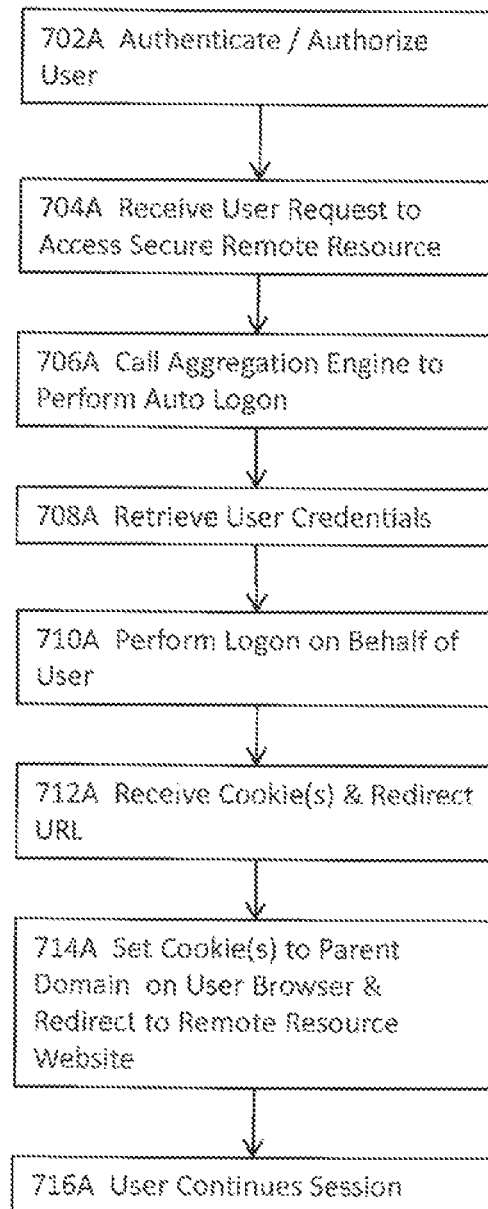 702A Authenticate / Authorize
User
704A Receive User Request to
Access Secure Remote Resource
706A Call Aggregation Engine to
Perform Auto Logon
708A Retrieve User Credentials
710A Perform Logon on Behalf of
User
712A Receive Cookie(s) & Redirect
URL
714A Set Cookie(s) to Parent
Domain on User Browser &
Redirect to Remote Resource
Website
716A User Continues Session